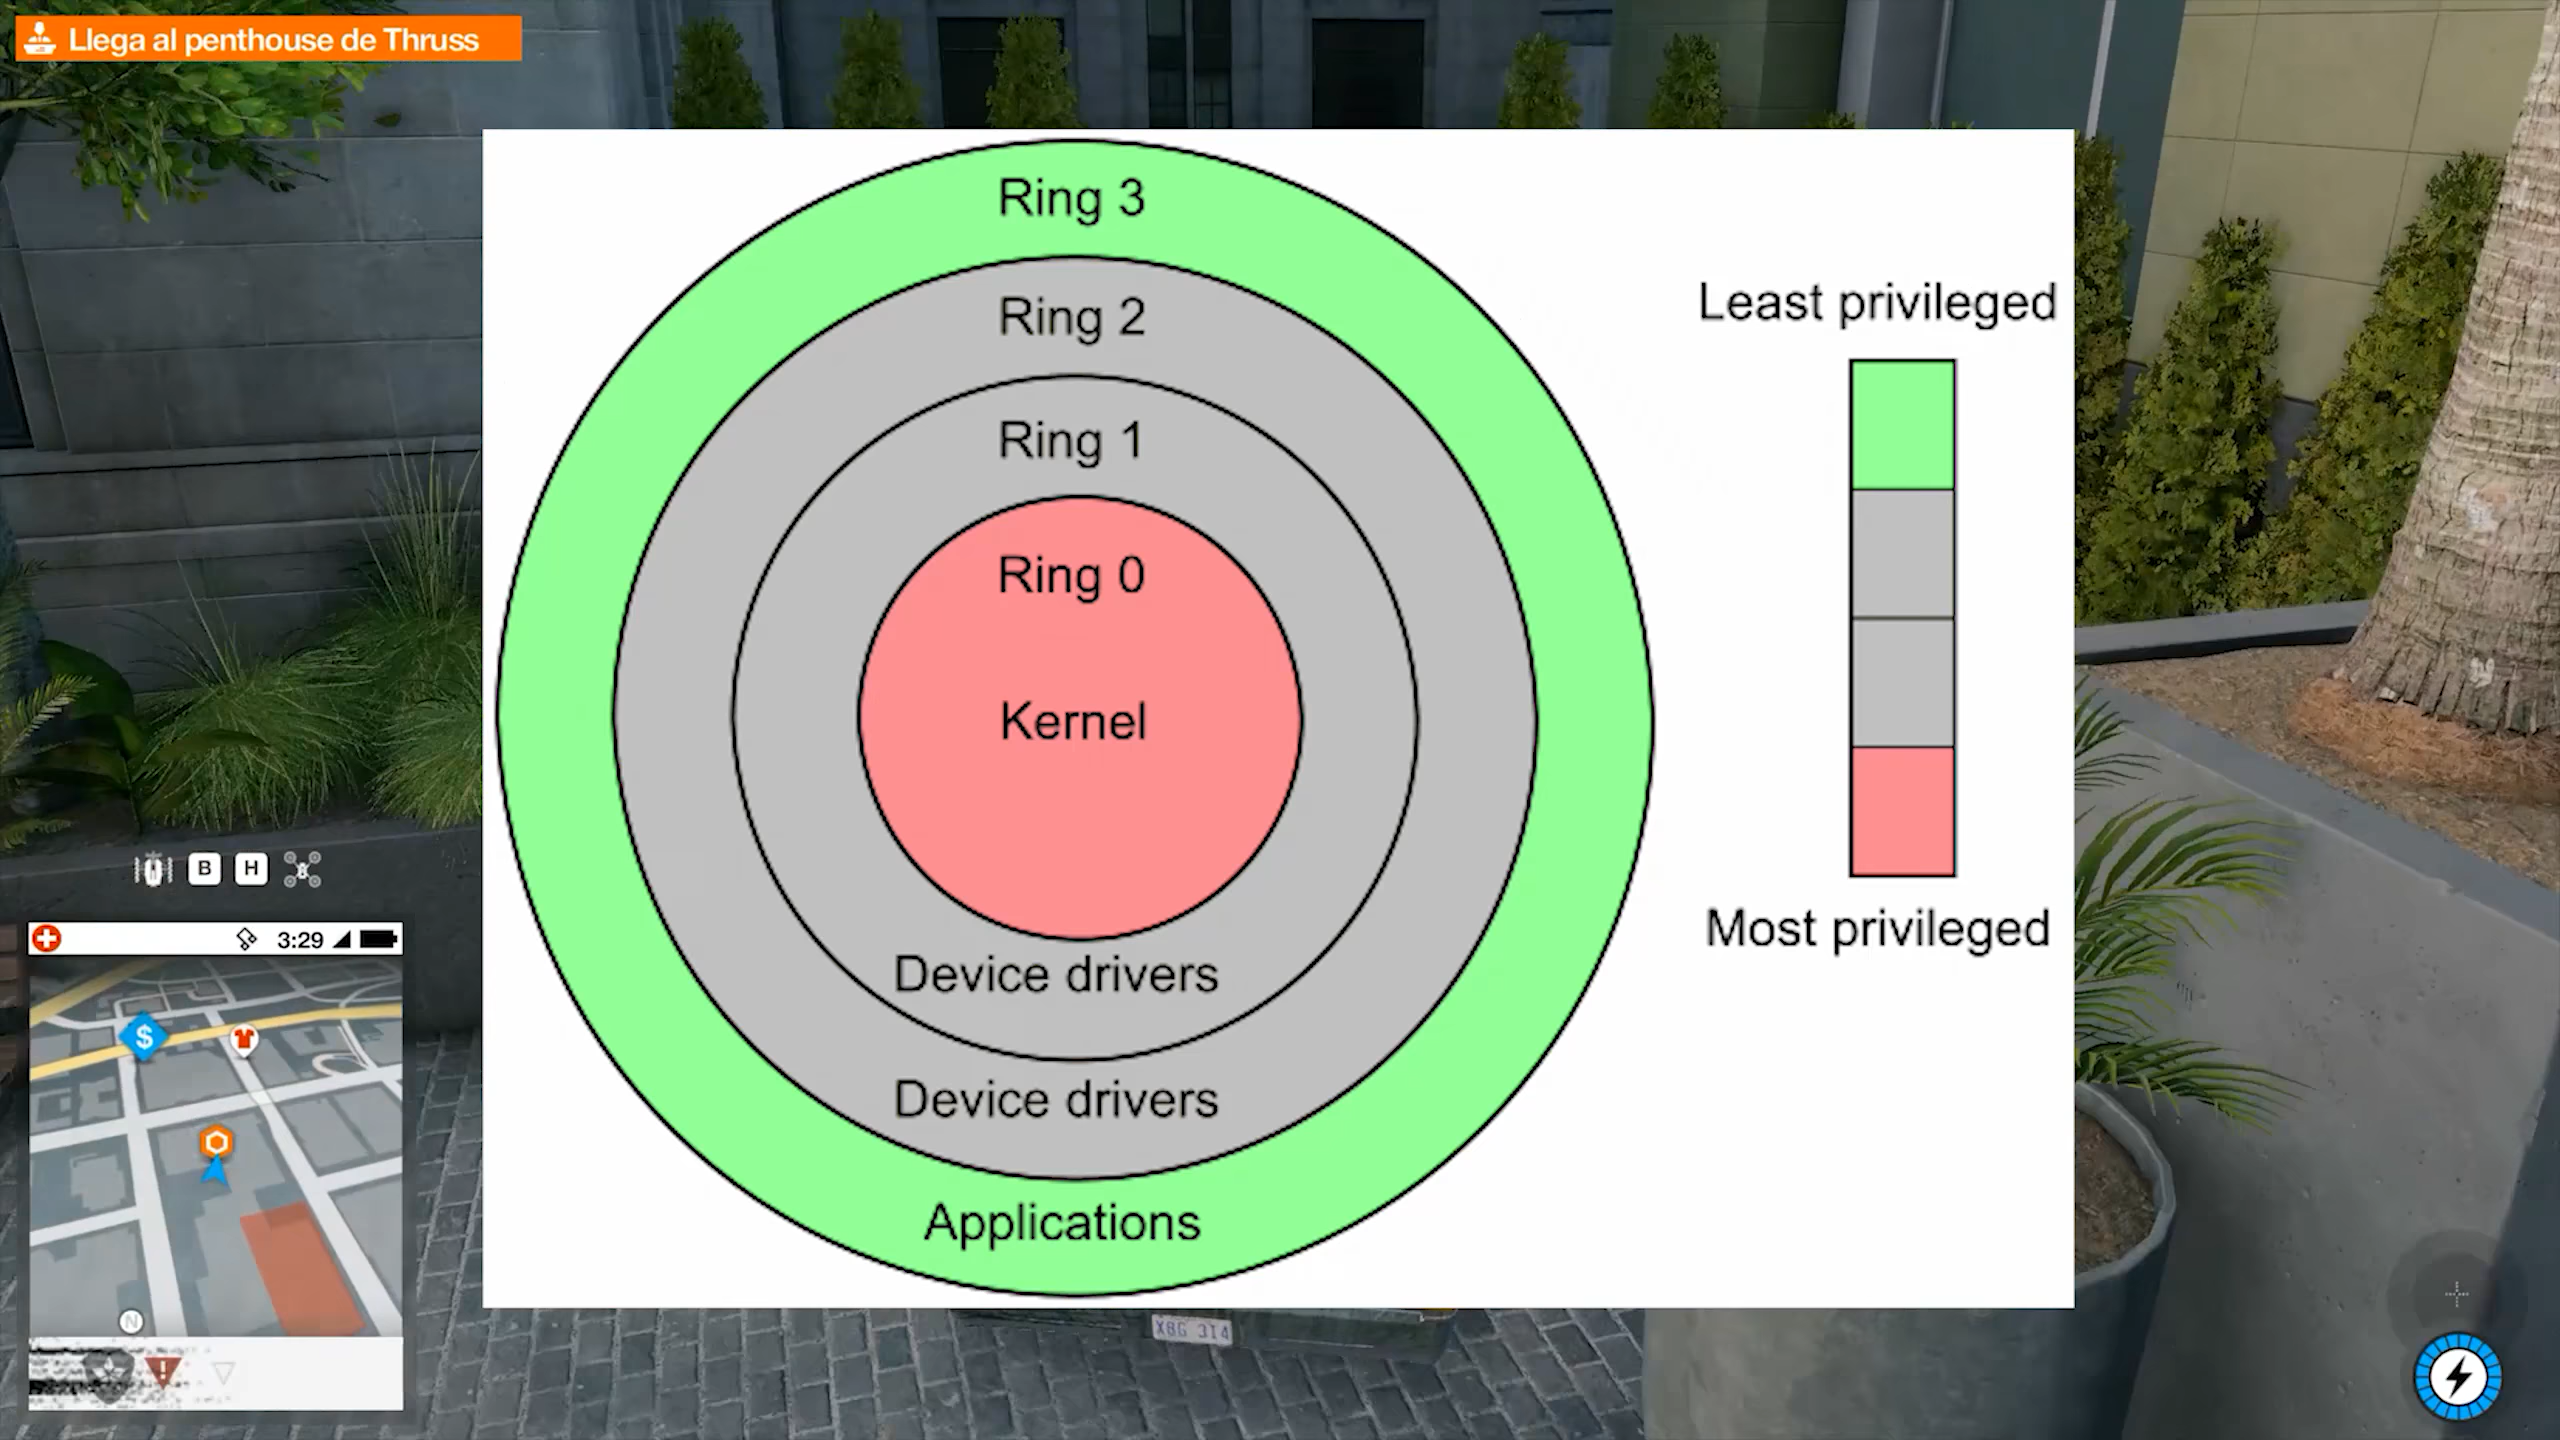 Llega al penthouse de Thruss
Ring 3
Ring 2
Ring 1
Ring 0
Kernel
Device drivers
Device drivers
Applications
Least privileged
Most privileged
B H
3:29
$
N
XBG 314